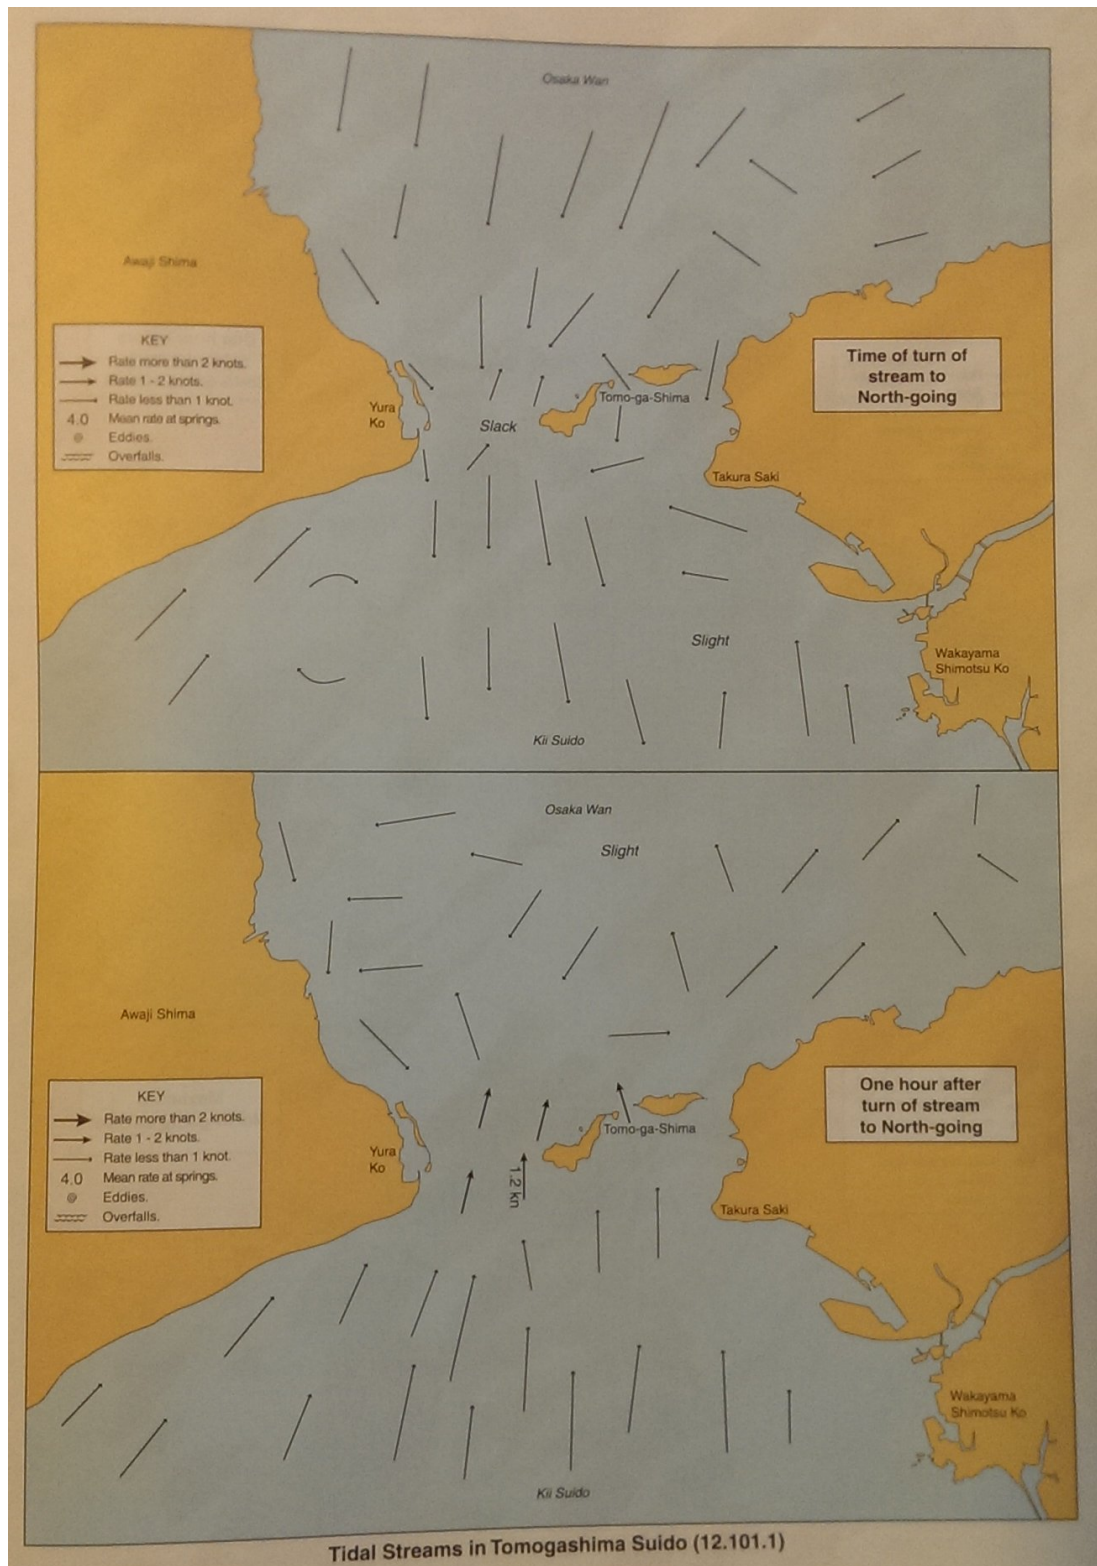 Osaka Wan
Awaji Shima
KEY
Rate more than 2 knots.
Rate 1 - 2 knots.
Rate less than 1 knot.
4.0 Mean rate at springs.
Eddies.
Overfalls.
Time of turn of
stream to
North-going
Tomo-ga-Shima
Yura
Ko
Slack
Takura Saki
Slight
Wakayama
Shimotsu Ko
Kii Suido
Osaka Wan
Slight
Awaji Shima
KEY
Rate more than 2 knots.
Rate 1 - 2 knots.
Rate less than 1 knot.
4.0 Mean rate at springs.
Eddies.
Overfalls.
One hour after
turn of stream
to North-going
Tomo-ga-Shima
Yura
Ko
1.2 kn
Takura Saki
Wakayama
Shimotsu Ko
Kii Suido
Tidal Streams in Tomogashima Suido (12.101.1)